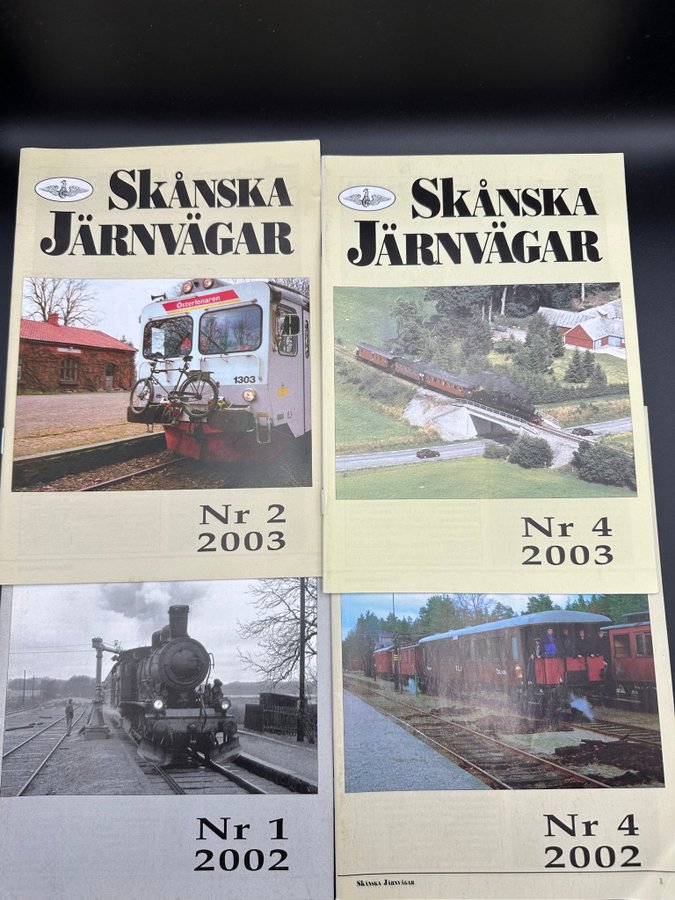 SKÅNSKA
JÄRNVÄGAR
Österlenaren
1303
Nr 2
2003
SKÅNSKA
JÄRNVÄGAR
Nr 4
2003
Nr 1
2002
Nr 4
2002
SKÅNSKA JÄRNVÄGAR
1